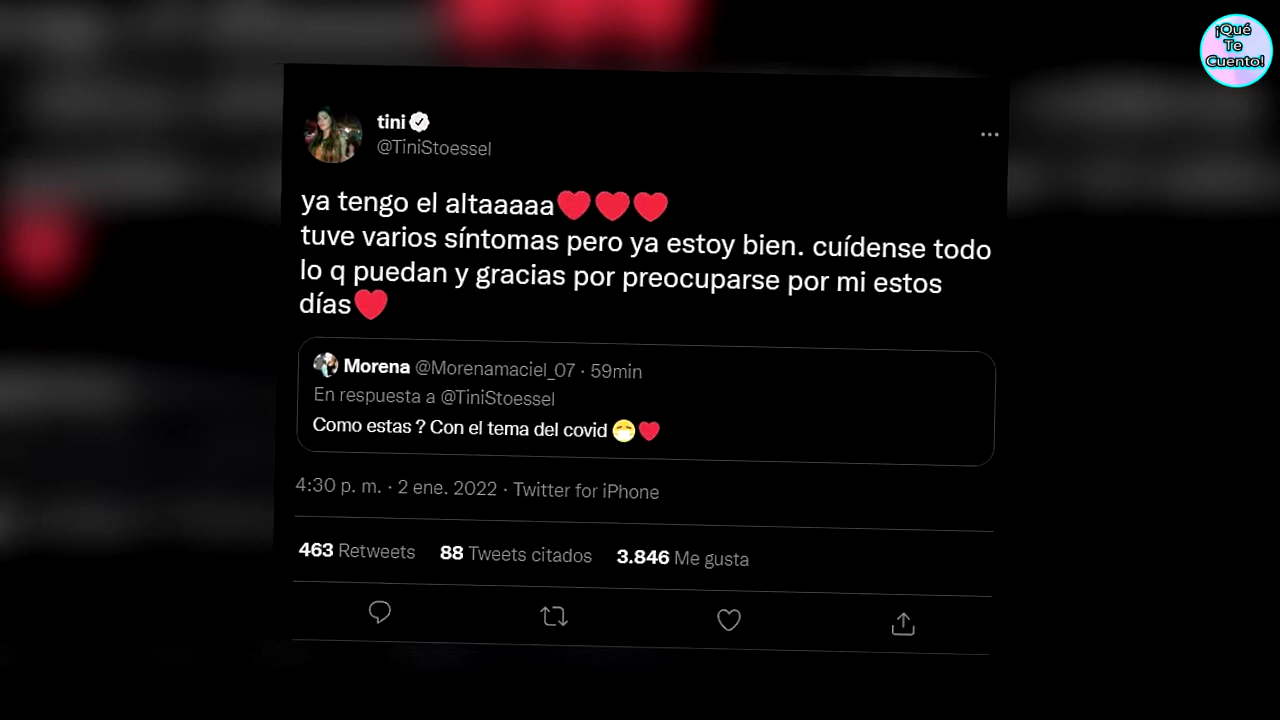 ¡Qué
Te
Cuento!
tini
@TiniStoessel
ya tengo el altaaaaa❤️❤️❤️
tuve varios síntomas pero ya estoy bien. cuídense todo
lo q puedan y gracias por preocuparse por mi estos
días❤️
Morena @Morenamaciel_07 · 59min
En respuesta a @TiniStoessel
Como estas ? Con el tema del covid 😷❤️
4:30 p. m. · 2 ene. 2022 · Twitter for iPhone
463 Retweets 88 Tweets citados 3.846 Me gusta